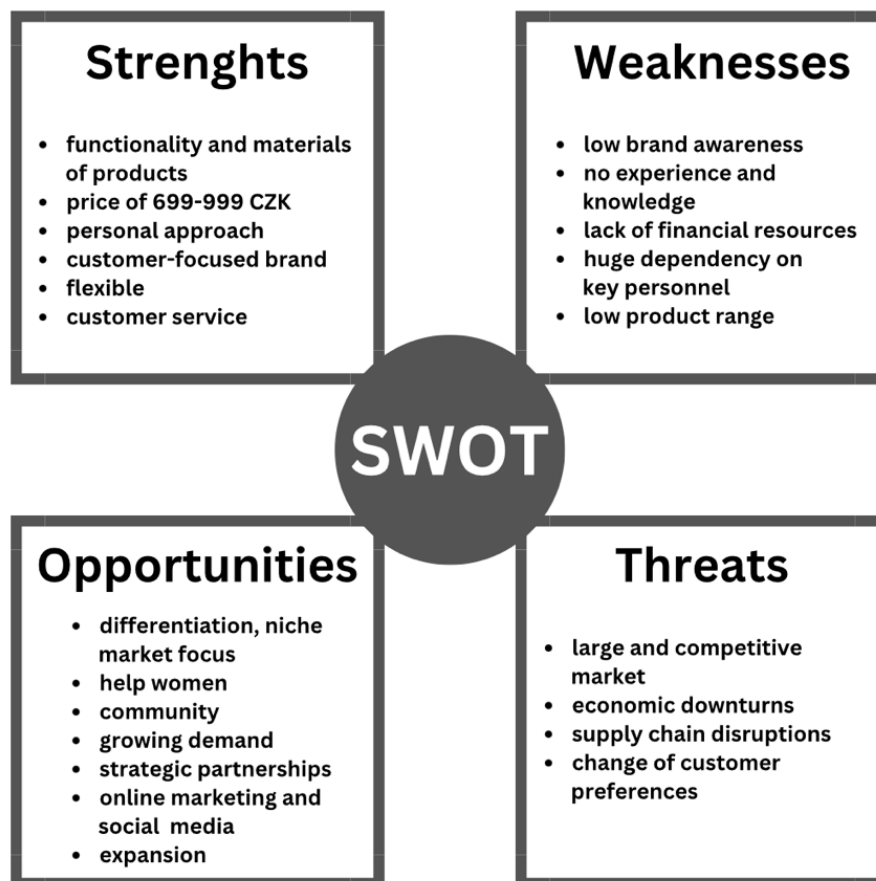 Strenghts
• functionality and materials
of products
• price of 699-999 CZK
• personal approach
• customer-focused brand
• flexible
• customer service
Weaknesses
• low brand awareness
• no experience and
knowledge
• lack of financial resources
• huge dependency on
key personnel
• low product range
SWOT
Opportunities
• differentiation, niche
market focus
• help women
• community
• growing demand
• strategic partnerships
• online marketing and
social media
• expansion
Threats
• large and competitive
market
• economic downturns
• supply chain disruptions
• change of customer
preferences